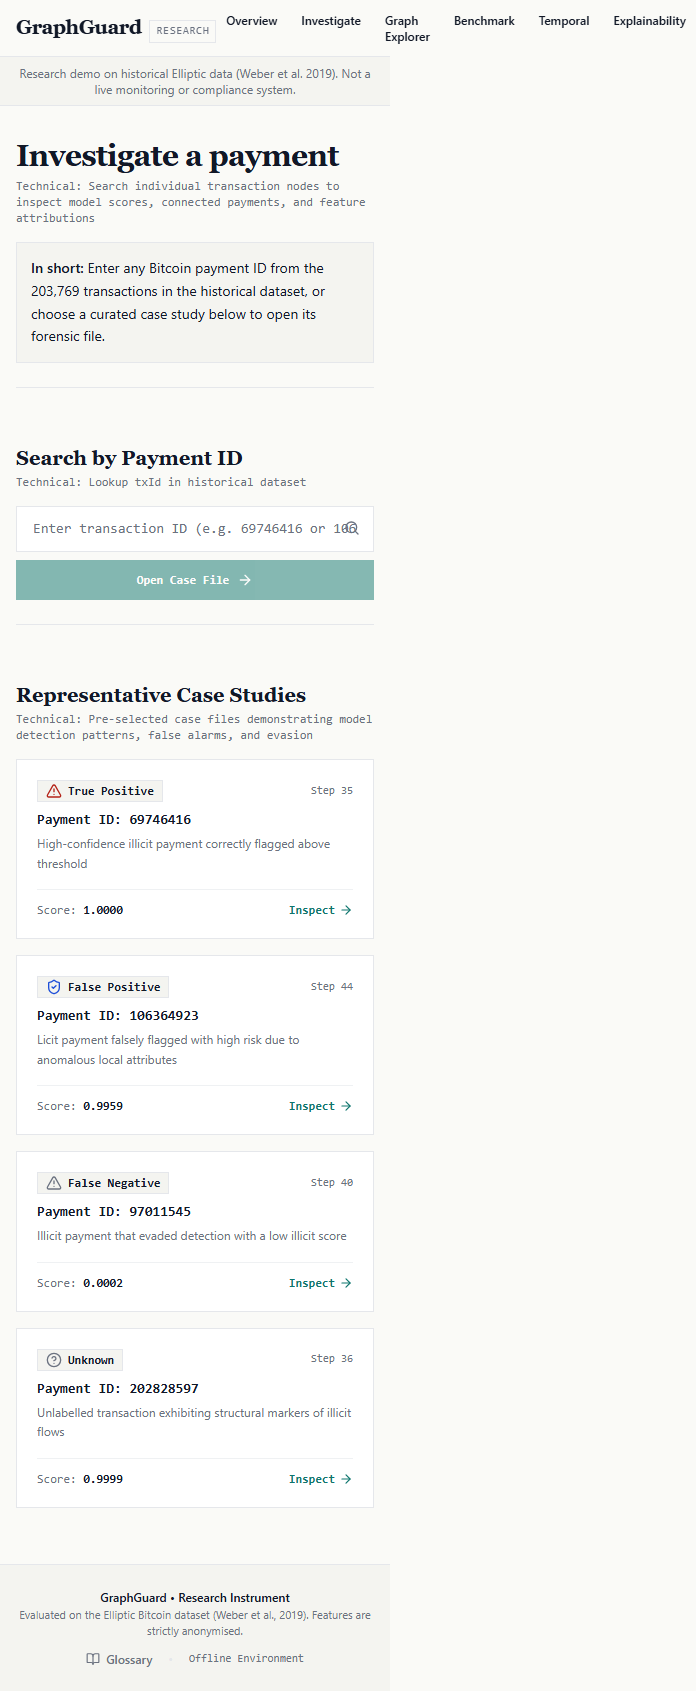 GraphGuard
RESEARCH
Overview
Investigate
Graph
Explorer
Benchmark
Temporal
Explainability
Research demo on historical Elliptic data (Weber et al. 2019). Not a
live monitoring or compliance system.
Investigate a payment
Technical: Search individual transaction nodes to
inspect model scores, connected payments, and feature
attributions
In short: Enter any Bitcoin payment ID from the
203,769 transactions in the historical dataset, or
choose a curated case study below to open its
forensic file.
Search by Payment ID
Technical: Lookup txId in historical dataset
Enter transaction ID (e.g. 69746416 or 106
Open Case File →
Representative Case Studies
Technical: Pre-selected case files demonstrating model
detection patterns, false alarms, and evasion
True Positive
Step 35
Payment ID: 69746416
High-confidence illicit payment correctly flagged above
threshold
Score: 1.0000
Inspect →
False Positive
Step 44
Payment ID: 106364923
Licit payment falsely flagged with high risk due to
anomalous local attributes
Score: 0.9959
Inspect →
False Negative
Step 40
Payment ID: 97011545
Illicit payment that evaded detection with a low illicit score
Score: 0.0002
Inspect →
Unknown
Step 36
Payment ID: 202828597
Unlabelled transaction exhibiting structural markers of illicit
flows
Score: 0.9999
Inspect →
GraphGuard • Research Instrument
Evaluated on the Elliptic Bitcoin dataset (Weber et al., 2019). Features are
strictly anonymised.
Glossary
Offline Environment